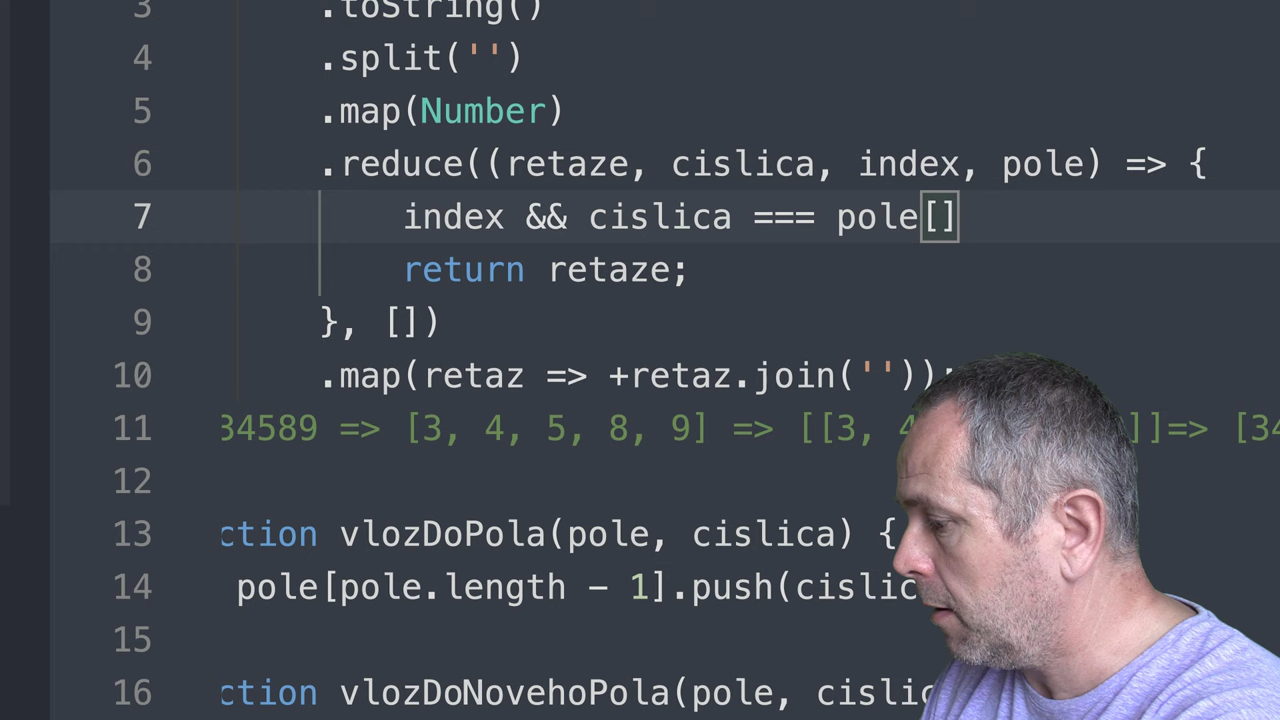 3 .toString()
4 .split('')
5 .map(Number)
6 .reduce((retaze, cislica, index, pole) => {
7 index && cislica === pole[]
8 return retaze;
9 }, [])
10 .map(retaz => +retaz.join(''));
11 34589 => [3, 4, 5, 8, 9] => [[3, ]]=> [34
12
13 ction vlozDoPola(pole, cislica) {
14 pole[pole.length - 1].push(cislic
15
16 ction vlozDoNovehoPola(pole, cislic